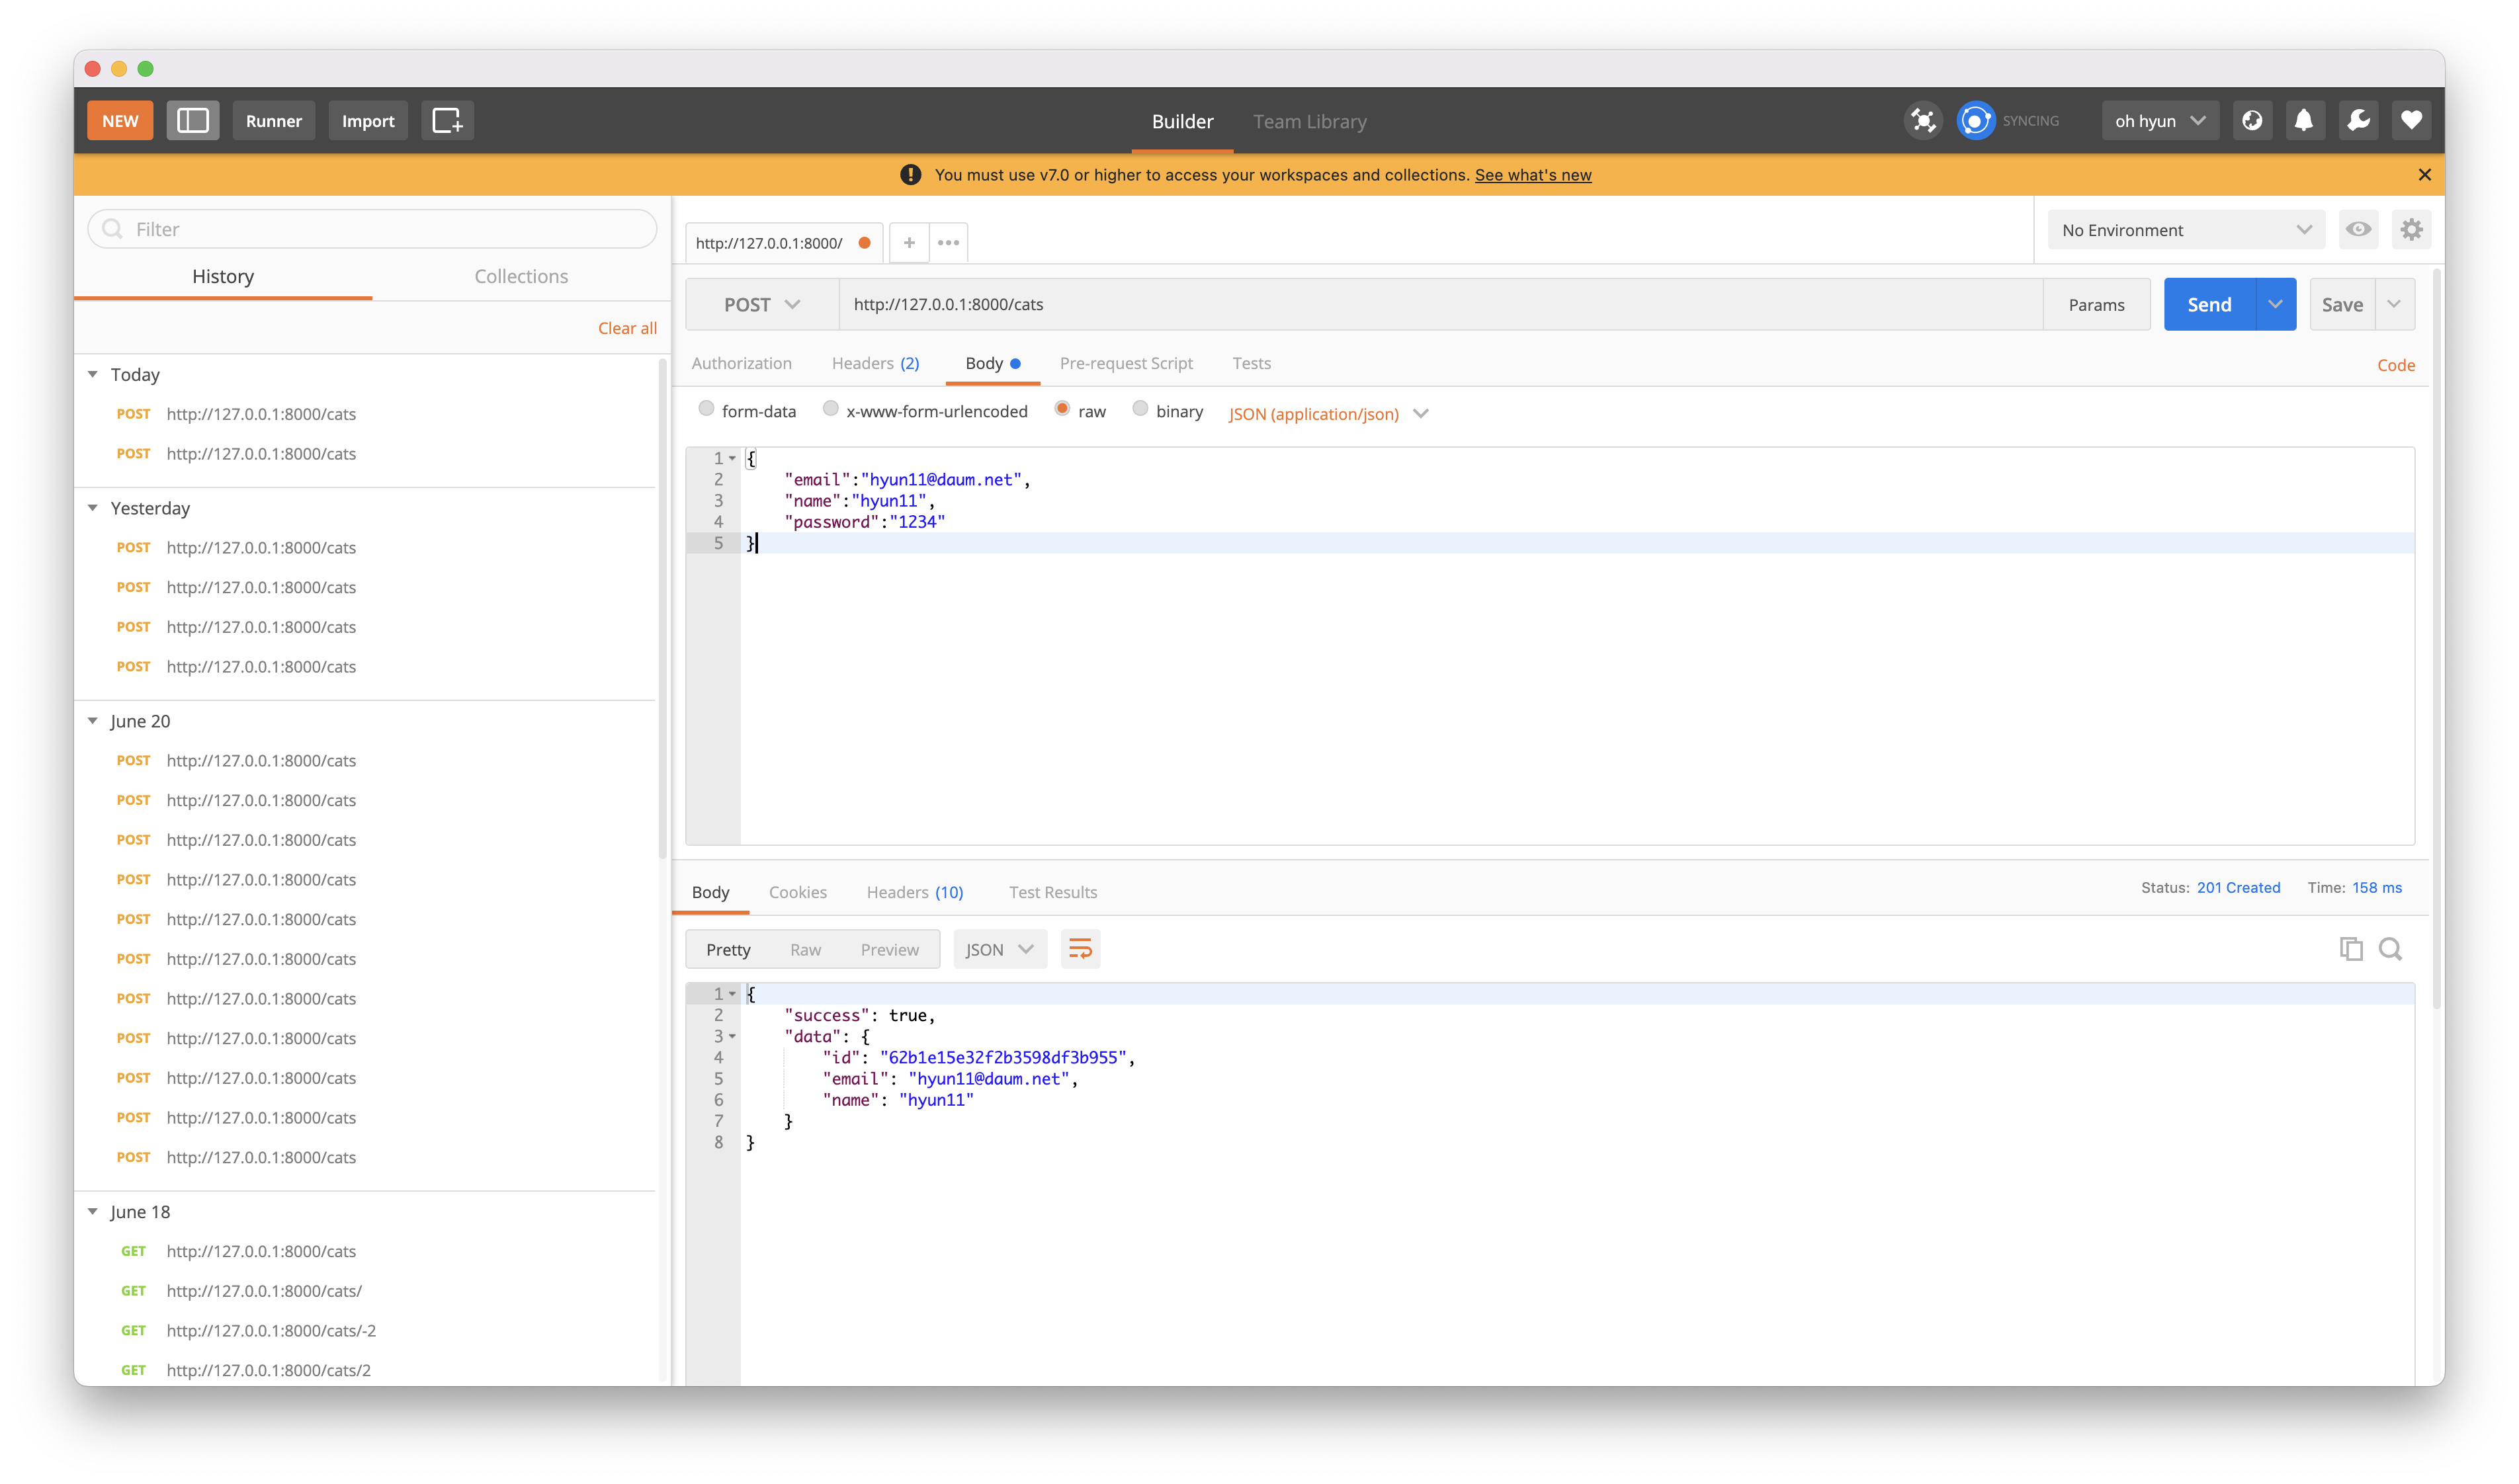 NEW Runner Import Builder Team Library SYNCING oh hyun
You must use v7.0 or higher to access your workspaces and collections. See what's new
Filter
History Collections
Clear all
Today
POST http://127.0.0.1:8000/cats
POST http://127.0.0.1:8000/cats
Yesterday
POST http://127.0.0.1:8000/cats
POST http://127.0.0.1:8000/cats
POST http://127.0.0.1:8000/cats
POST http://127.0.0.1:8000/cats
June 20
POST http://127.0.0.1:8000/cats
POST http://127.0.0.1:8000/cats
POST http://127.0.0.1:8000/cats
POST http://127.0.0.1:8000/cats
POST http://127.0.0.1:8000/cats
POST http://127.0.0.1:8000/cats
POST http://127.0.0.1:8000/cats
POST http://127.0.0.1:8000/cats
POST http://127.0.0.1:8000/cats
POST http://127.0.0.1:8000/cats
POST http://127.0.0.1:8000/cats
June 18
GET http://127.0.0.1:8000/cats
GET http://127.0.0.1:8000/cats/
GET http://127.0.0.1:8000/cats/-2
GET http://127.0.0.1:8000/cats/2
http://127.0.0.1:8000/ + ••• No Environment
POST http://127.0.0.1:8000/cats Params Send Save
Authorization Headers (2) Body Pre-request Script Tests Code
form-data x-www-form-urlencoded raw binary JSON (application/json)
1 {
2 "email":"hyun11@daum.net",
3 "name":"hyun11",
4 "password":"1234"
5 }
Body Cookies Headers (10) Test Results Status: 201 Created Time: 158 ms
Pretty Raw Preview JSON
1 {
2 "success": true,
3 "data": {
4 "id": "62b1e15e32f2b3598df3b955",
5 "email": "hyun11@daum.net",
6 "name": "hyun11"
7 }
8 }